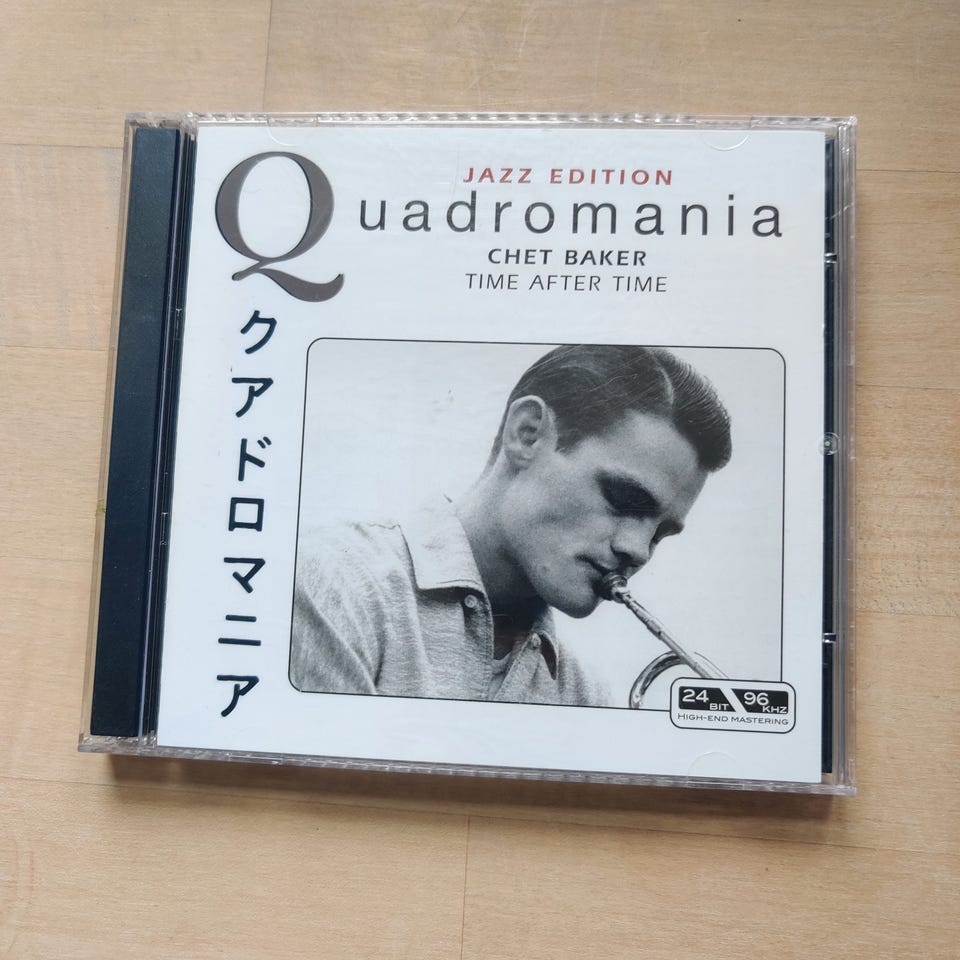 JAZZ EDITION
Quadromania
CHET BAKER
TIME AFTER TIME
クアドロマニア
24 BIT 96 KHZ
HIGH-END MASTERING